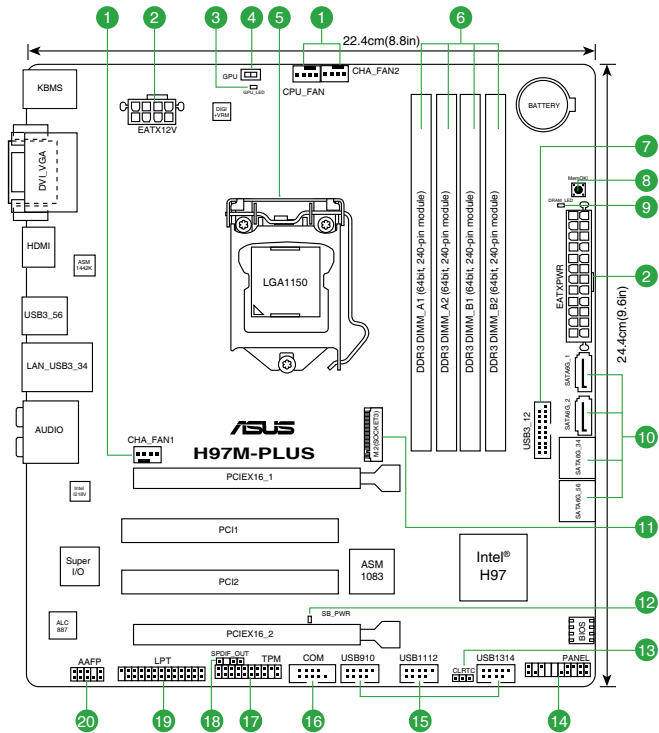 1
2
3
4
5
1
6
22.4cm(8.8in)
KBMS
GPU
GPU_LED
CPU_FAN
CHA_FAN2
EATX12V
DIGI
+VRM
BATTERY
7
DVI_VGA
MemOK!
8
DRAM_LED
9
HDMI
ASM
1442K
LGA1150
DDR3 DIMM_A1 (64bit, 240-pin module)
DDR3 DIMM_A2 (64bit, 240-pin module)
DDR3 DIMM_B1 (64bit, 240-pin module)
DDR3 DIMM_B2 (64bit, 240-pin module)
EATXPWR
2
24.4cm(9.6in)
USB3_56
LAN_USB3_34
SATA6G_1
SATA6G_2
USB3_12
10
AUDIO
ASUS
H97M-PLUS
1
CHA_FAN1
M.2(SOCKET3)
SATA6G_34
SATA6G_56
PCIEX16_1
Intel
I218V
11
PCI1
Super
I/O
PCI2
ASM
1083
Intel®
H97
12
SB_PWR
ALC
887
PCIEX16_2
BIOS
13
AAFP
LPT
SPDIF_OUT
TPM
COM
USB910
USB1112
CLRTC
USB1314
PANEL
20
19
18
17
16
15
14